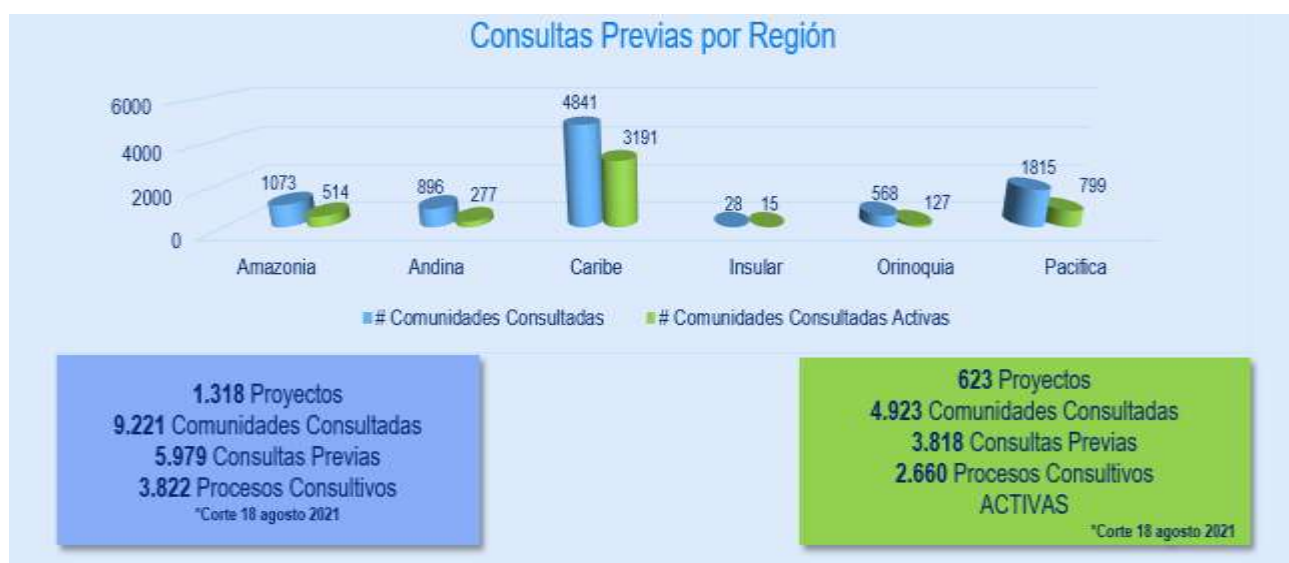 Consultas Previas por Región
6000
4000
2000
0
1073
514
896
277
4841
3191
28
15
568
127
1815
799
Amazonia
Andina
Caribe
Insular
Orinoquia
Pacifica
# Comunidades Consultadas
# Comunidades Consultadas Activas
1.318 Proyectos
9.221 Comunidades Consultadas
5.979 Consultas Previas
3.822 Procesos Consultivos
*Corte 18 agosto 2021
623 Proyectos
4.923 Comunidades Consultadas
3.818 Consultas Previas
2.660 Procesos Consultivos
ACTIVAS
*Corte 18 agosto 2021